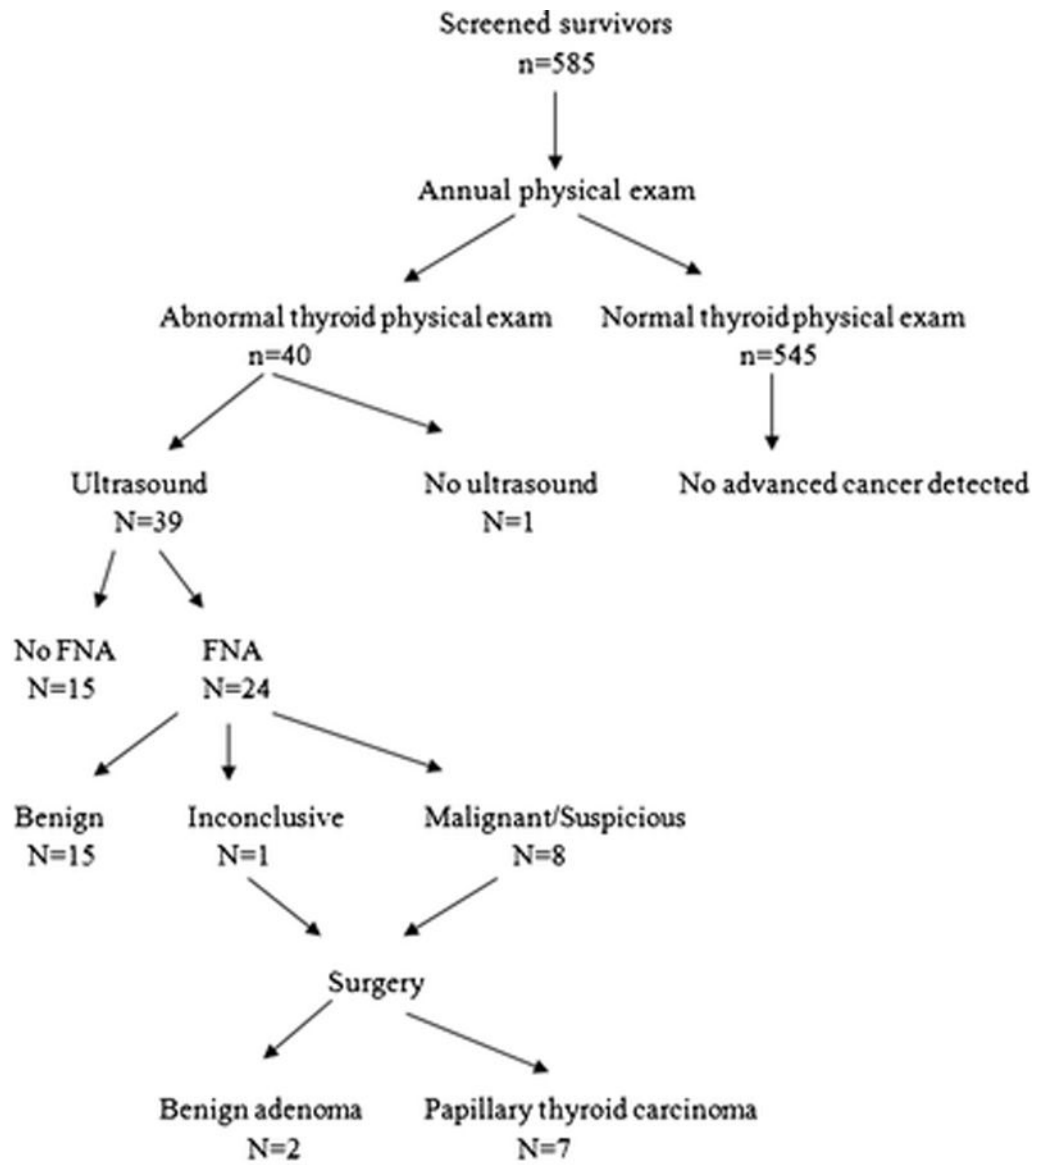 Screened survivors
n=585
Annual physical exam
Abnormal thyroid physical exam
n=40
Normal thyroid physical exam
n=545
Ultrasound
N=39
No ultrasound
N=1
No advanced cancer detected
No FNA
N=15
FNA
N=24
Benign
N=15
Inconclusive
N=1
Malignant/Suspicious
N=8
Surgery
Benign adenoma
N=2
Papillary thyroid carcinoma
N=7